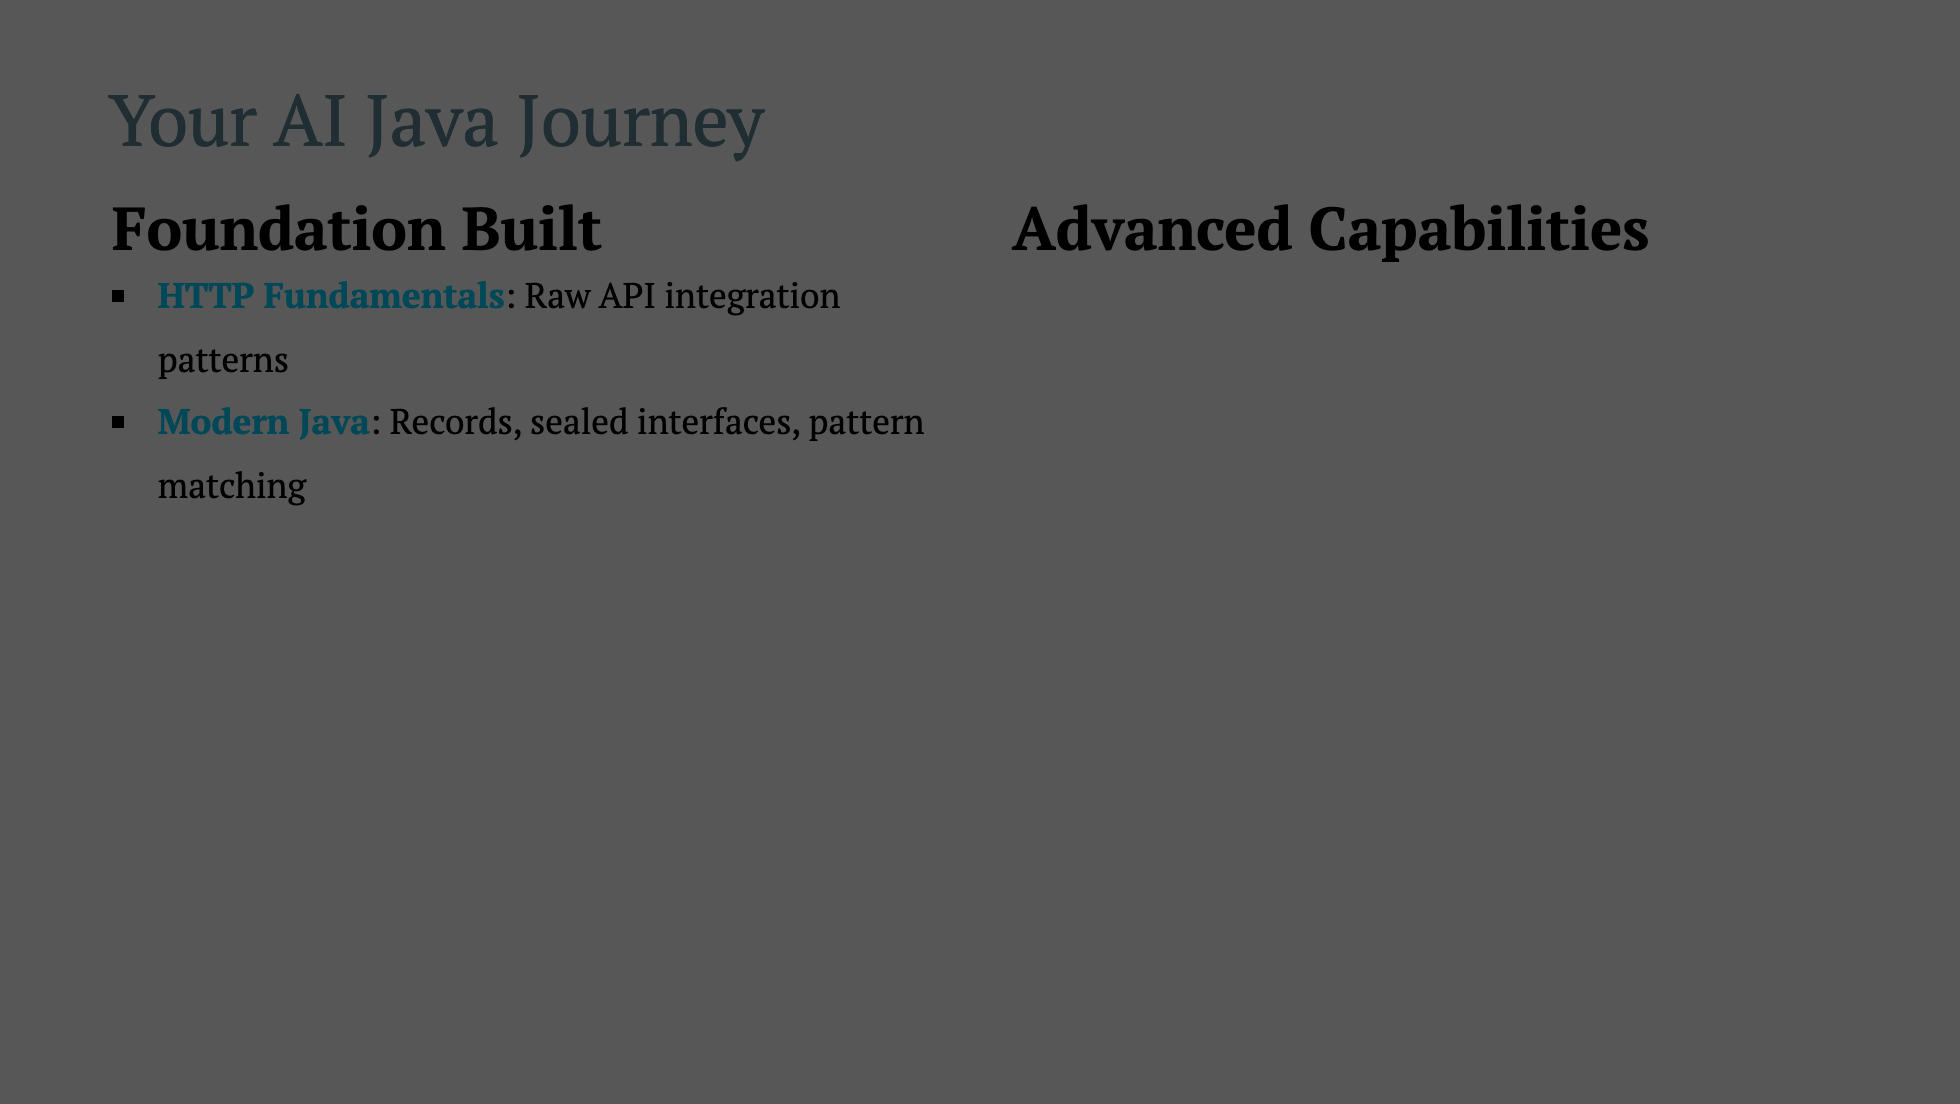 Your AI Java Journey
Foundation Built
HTTP Fundamentals: Raw API integration
patterns
Modern Java: Records, sealed interfaces, pattern
matching
Advanced Capabilities